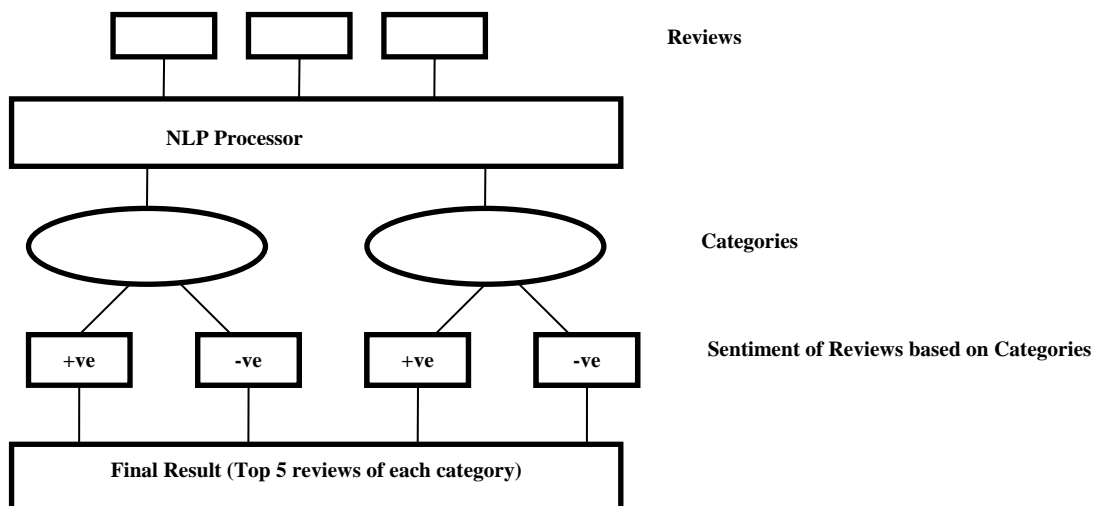 Reviews
NLP Processor
Categories
+ve
-ve
+ve
-ve
Sentiment of Reviews based on Categories
Final Result (Top 5 reviews of each category)